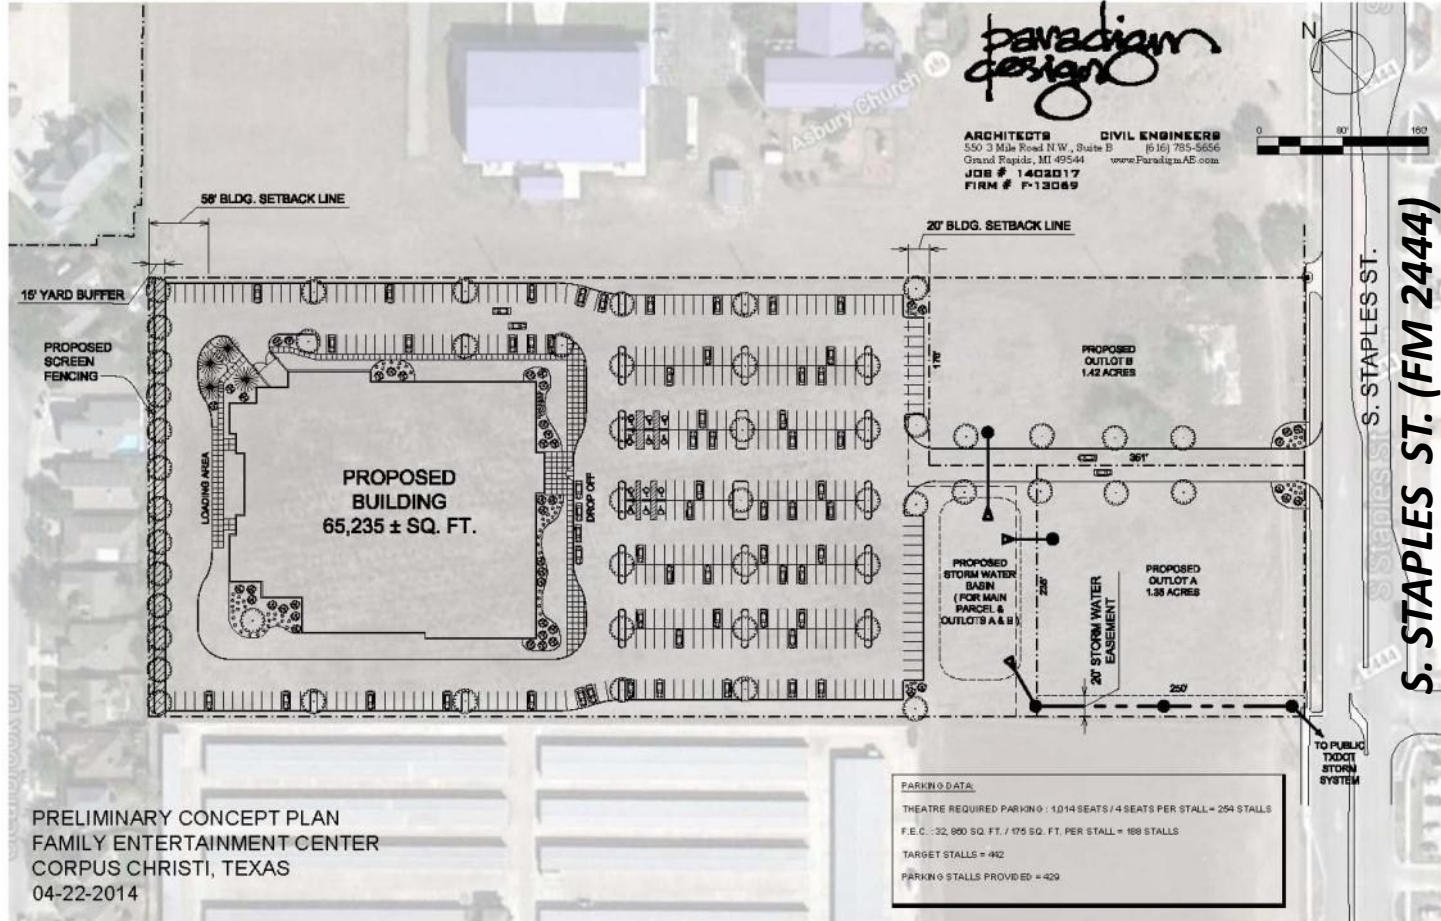 paradigm
design
N
ARCHITECTS CIVIL ENGINEERS
550 3 Mile Road N.W., Suite B (616) 785-5656
Grand Rapids, MI 49544 www.ParadigmAE.com
JOB # 1402017
FIRM # F-13069
0 80' 160'
Asbury Church
58' BLDG. SETBACK LINE
20' BLDG. SETBACK LINE
15' YARD BUFFER
PROPOSED
SCREEN
FENCING
LOADING AREA
PROPOSED
BUILDING
65,235 ± SQ. FT.
DROP OFF
176'
PROPOSED
OUTLOT B
1.42 ACRES
351'
PROPOSED
STORM WATER
BASIN
( FOR MAIN
PARCEL &
OUTLOTS A & B )
235'
20' STORM WATER
EASEMENT
PROPOSED
OUTLOT A
1.35 ACRES
250'
TO PUBLIC
TXDOT
STORM
SYSTEM
S. STAPLES ST.
S. STAPLES ST. (FM 2444)
S Staples St
2444
PRELIMINARY CONCEPT PLAN
FAMILY ENTERTAINMENT CENTER
CORPUS CHRISTI, TEXAS
04-22-2014
PARKING DATA:
THEATRE REQUIRED PARKING : 1,014 SEATS / 4 SEATS PER STALL = 254 STALLS
F.E.C. : 32, 860 SQ. FT. / 175 SQ. FT. PER STALL = 188 STALLS
TARGET STALLS = 442
PARKING STALLS PROVIDED = 429